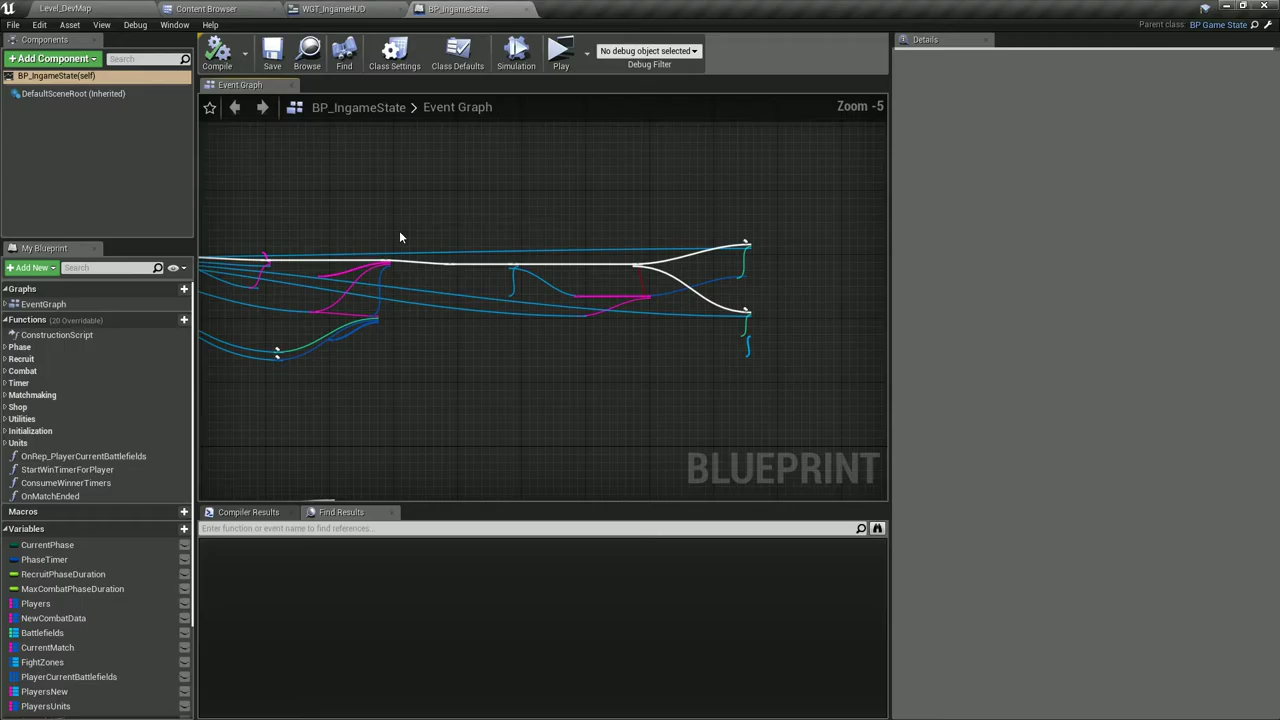 Level_DevMap
Content Browser
WGT_IngameHUD
BP_IngameState
File Edit Asset View Debug Window Help
Parent class: BP Game State
Components
+ Add Component
Search
BP_IngameState(self)
DefaultSceneRoot (Inherited)
Compile
Save
Browse
Find
Class Settings
Class Defaults
Simulation
Play
No debug object selected
Debug Filter
Details
Event Graph
BP_IngameState > Event Graph
Zoom -5
BLUEPRINT
My Blueprint
+ Add New
Search
Graphs
EventGraph
Functions (20 Overridable)
ConstructionScript
Phase
Recruit
Combat
Timer
Matchmaking
Shop
Utilities
Initialization
Units
OnRep_PlayerCurrentBattlefields
StartWinTimerForPlayer
ConsumeWinnerTimers
OnMatchEnded
Macros
Variables
CurrentPhase
PhaseTimer
RecruitPhaseDuration
MaxCombatPhaseDuration
Players
NewCombatData
Battlefields
CurrentMatch
FightZones
PlayerCurrentBattlefields
PlayersNew
PlayersUnits
Compiler Results
Find Results
Enter function or event name to find references...